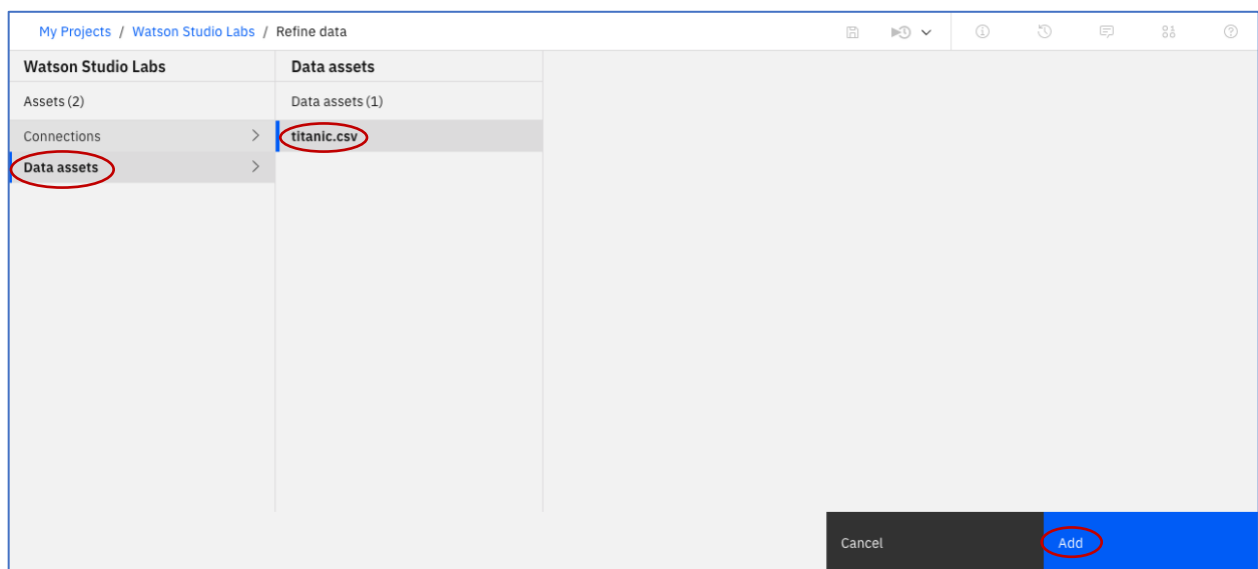 My Projects / Watson Studio Labs / Refine data
Watson Studio Labs
Data assets
Assets (2)
Data assets (1)
Connections
titanic.csv
Data assets
Cancel
Add